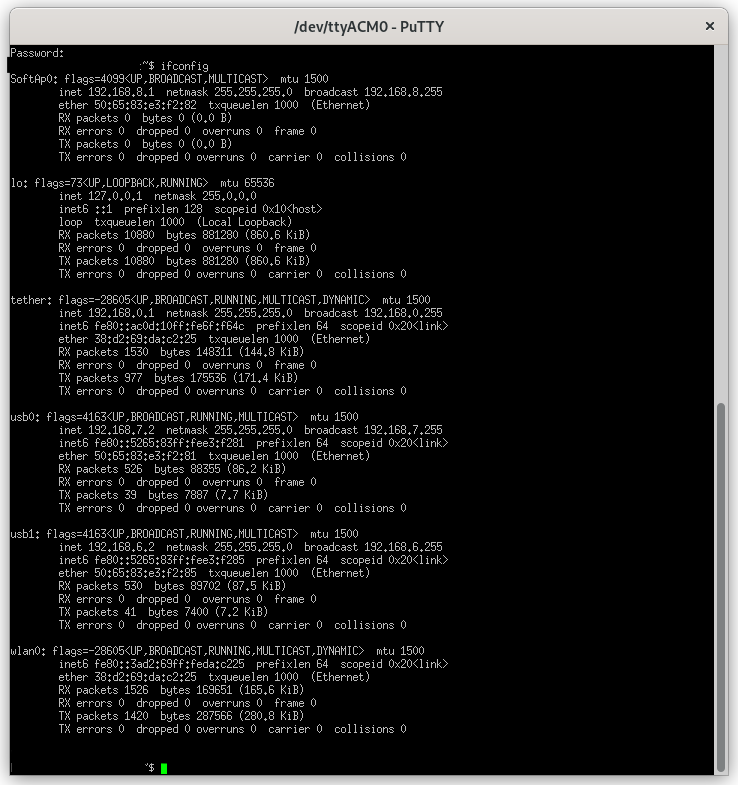 /dev/ttyACM0 - PuTTY
×
Password:
:~$ ifconfig
SoftAp0: flags=4099<UP,BROADCAST,MULTICAST>  mtu 1500
inet 192.168.8.1  netmask 255.255.255.0  broadcast 192.168.8.255
ether 50:65:83:e3:f2:82  txqueuelen 1000  (Ethernet)
RX packets 0  bytes 0 (0.0 B)
RX errors 0  dropped 0  overruns 0  frame 0
TX packets 0  bytes 0 (0.0 B)
TX errors 0  dropped 0 overruns 0  carrier 0  collisions 0
lo: flags=73<UP,LOOPBACK,RUNNING>  mtu 65536
inet 127.0.0.1  netmask 255.0.0.0
inet6 ::1  prefixlen 128  scopeid 0x10<host>
loop  txqueuelen 1000  (Local Loopback)
RX packets 10880  bytes 881280 (860.6 KiB)
RX errors 0  dropped 0  overruns 0  frame 0
TX packets 10880  bytes 881280 (860.6 KiB)
TX errors 0  dropped 0 overruns 0  carrier 0  collisions 0
tether: flags=-28605<UP,BROADCAST,RUNNING,MULTICAST,DYNAMIC>  mtu 1500
inet 192.168.0.1  netmask 255.255.255.0  broadcast 192.168.0.255
inet6 fe80::ac0d:10ff:fe6f:f64c  prefixlen 64  scopeid 0x20<link>
ether 38:d2:69:da:c2:25  txqueuelen 1000  (Ethernet)
RX packets 1530  bytes 148311 (144.8 KiB)
RX errors 0  dropped 0  overruns 0  frame 0
TX packets 977  bytes 175536 (171.4 KiB)
TX errors 0  dropped 0 overruns 0  carrier 0  collisions 0
usb0: flags=4163<UP,BROADCAST,RUNNING,MULTICAST>  mtu 1500
inet 192.168.7.2  netmask 255.255.255.0  broadcast 192.168.7.255
inet6 fe80::5265:83ff:fee3:f281  prefixlen 64  scopeid 0x20<link>
ether 50:65:83:e3:f2:81  txqueuelen 1000  (Ethernet)
RX packets 526  bytes 88355 (86.2 KiB)
RX errors 0  dropped 0  overruns 0  frame 0
TX packets 39  bytes 7887 (7.7 KiB)
TX errors 0  dropped 0 overruns 0  carrier 0  collisions 0
usb1: flags=4163<UP,BROADCAST,RUNNING,MULTICAST>  mtu 1500
inet 192.168.6.2  netmask 255.255.255.0  broadcast 192.168.6.255
inet6 fe80::5265:83ff:fee3:f285  prefixlen 64  scopeid 0x20<link>
ether 50:65:83:e3:f2:85  txqueuelen 1000  (Ethernet)
RX packets 530  bytes 89702 (87.5 KiB)
RX errors 0  dropped 0  overruns 0  frame 0
TX packets 41  bytes 7400 (7.2 KiB)
TX errors 0  dropped 0 overruns 0  carrier 0  collisions 0
wlan0: flags=-28605<UP,BROADCAST,RUNNING,MULTICAST,DYNAMIC>  mtu 1500
inet6 fe80::3ad2:69ff:feda:c225  prefixlen 64  scopeid 0x20<link>
ether 38:d2:69:da:c2:25  txqueuelen 1000  (Ethernet)
RX packets 1526  bytes 169651 (165.6 KiB)
RX errors 0  dropped 0  overruns 0  frame 0
TX packets 1420  bytes 287566 (280.8 KiB)
TX errors 0  dropped 0 overruns 0  carrier 0  collisions 0
~$